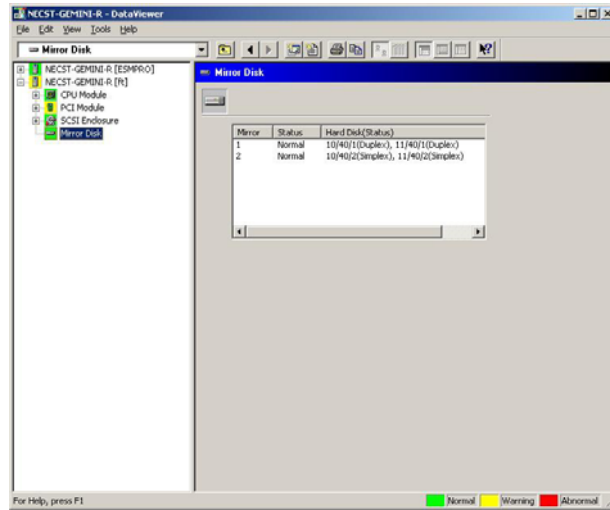 NECST-GEMINI-R - DataViewer
File Edit View Tools Help
Mirror Disk
NECST-GEMINI-R [ESMPRO]
NECST-GEMINI-R [ft]
CPU Module
PCI Module
SCSI Enclosure
Mirror Disk
Mirror Disk
Mirror Status Hard Disk(Status)
1 Normal 10/40/1(Duplex), 11/40/1(Duplex)
2 Normal 10/40/2(Simplex), 11/40/2(Simplex)
For Help, press F1
Normal Warning Abnormal